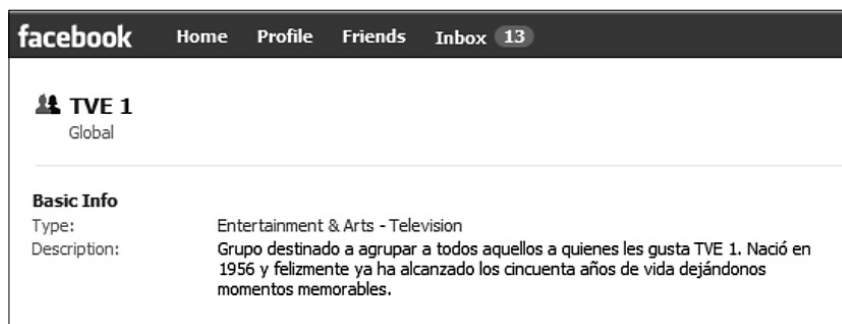 facebook Home Profile Friends Inbox 13
TVE 1
Global
Basic Info
Type: Entertainment & Arts - Television
Description: Grupo destinado a agrupar a todos aquellos a quienes les gusta TVE 1. Nació en
1956 y felizmente ya ha alcanzado los cincuenta años de vida dejándonos
momentos memorables.